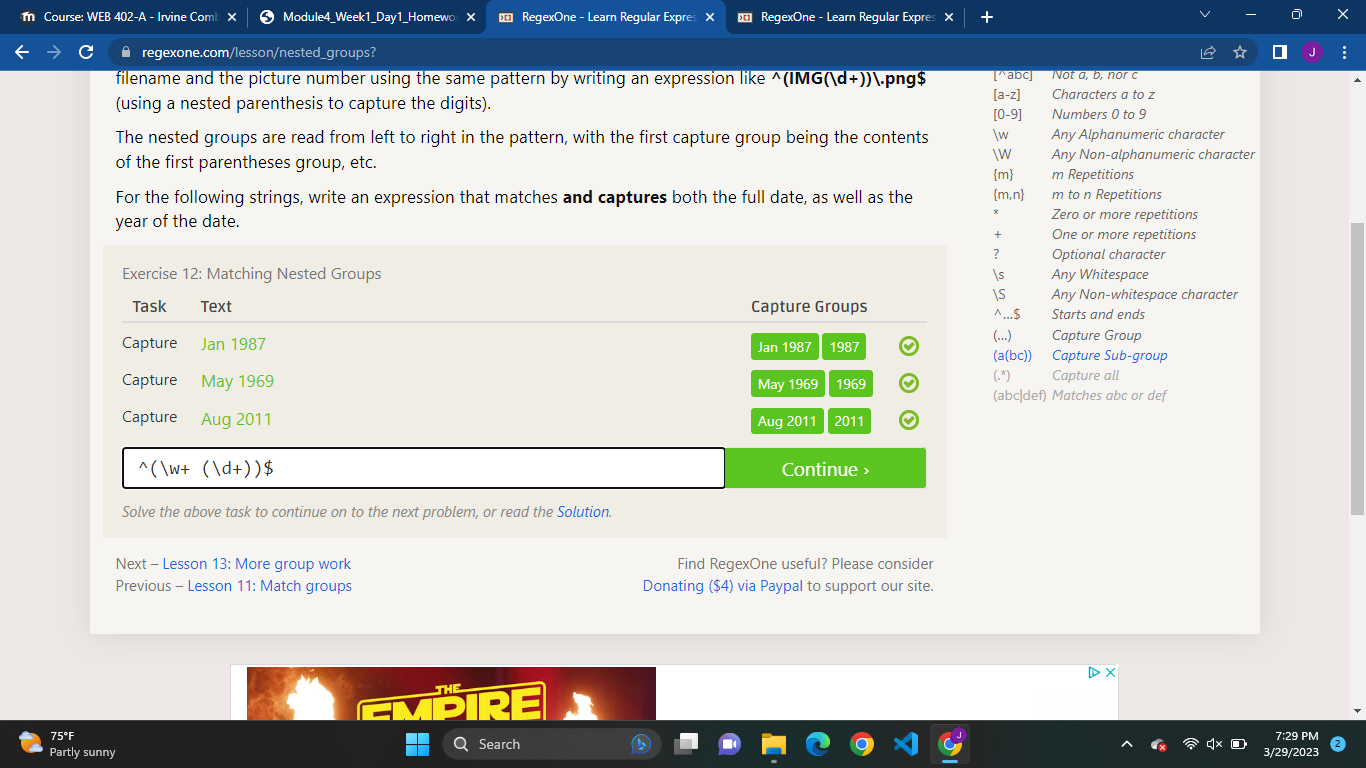 Course: WEB 402-A - Irvine Comb
Module4_Week1_Day1_Homewo
RegexOne - Learn Regular Expres
RegexOne - Learn Regular Expres
regexone.com/lesson/nested_groups?
J
filename and the picture number using the same pattern by writing an expression like ^(IMG(\d+))\.png$
(using a nested parenthesis to capture the digits).
The nested groups are read from left to right in the pattern, with the first capture group being the contents
of the first parentheses group, etc.
For the following strings, write an expression that matches and captures both the full date, as well as the
year of the date.
Exercise 12: Matching Nested Groups
Task Text Capture Groups
Capture Jan 1987 Jan 1987 1987
Capture May 1969 May 1969 1969
Capture Aug 2011 Aug 2011 2011
^(\w+ (\d+))$ Continue ›
Solve the above task to continue on to the next problem, or read the Solution.
Next – Lesson 13: More group work
Previous – Lesson 11: Match groups
Find RegexOne useful? Please consider
Donating ($4) via Paypal to support our site.
[^abc] Not a, b, nor c
[a-z] Characters a to z
[0-9] Numbers 0 to 9
\w Any Alphanumeric character
\W Any Non-alphanumeric character
{m} m Repetitions
{m,n} m to n Repetitions
* Zero or more repetitions
+ One or more repetitions
? Optional character
\s Any Whitespace
\S Any Non-whitespace character
^…$ Starts and ends
(…) Capture Group
(a(bc)) Capture Sub-group
(.*) Capture all
(abc|def) Matches abc or def
THE
EMPIRE
75°F
Partly sunny
Search
J
7:29 PM
3/29/2023
2